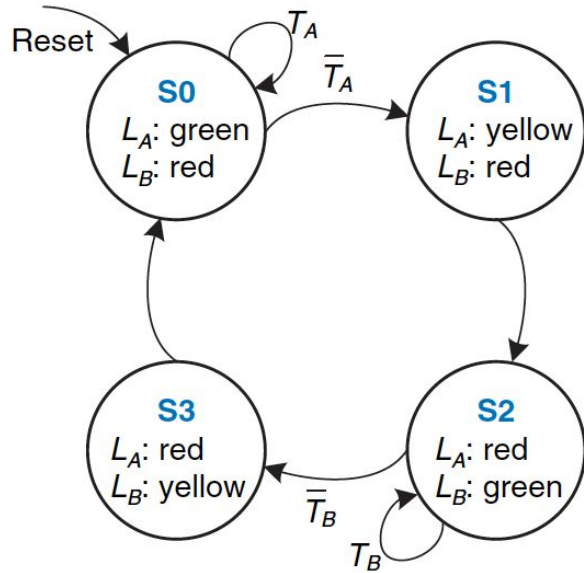 Reset
T_A
T̅_A
S0
L_A: green
L_B: red
S1
L_A: yellow
L_B: red
S3
L_A: red
L_B: yellow
S2
L_A: red
L_B: green
T̅_B
T_B